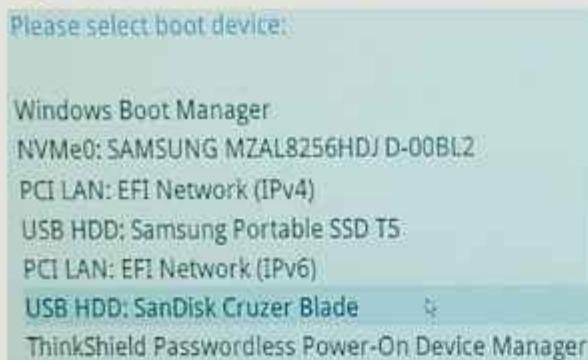 Please select boot device:
Windows Boot Manager
NVMe0: SAMSUNG MZAL8256HDJ D-00BL2
PCI LAN: EFI Network (IPv4)
USB HDD: Samsung Portable SSD T5
PCI LAN: EFI Network (IPv6)
USB HDD: SanDisk Cruzer Blade
ThinkShield Passwordless Power-On Device Manager